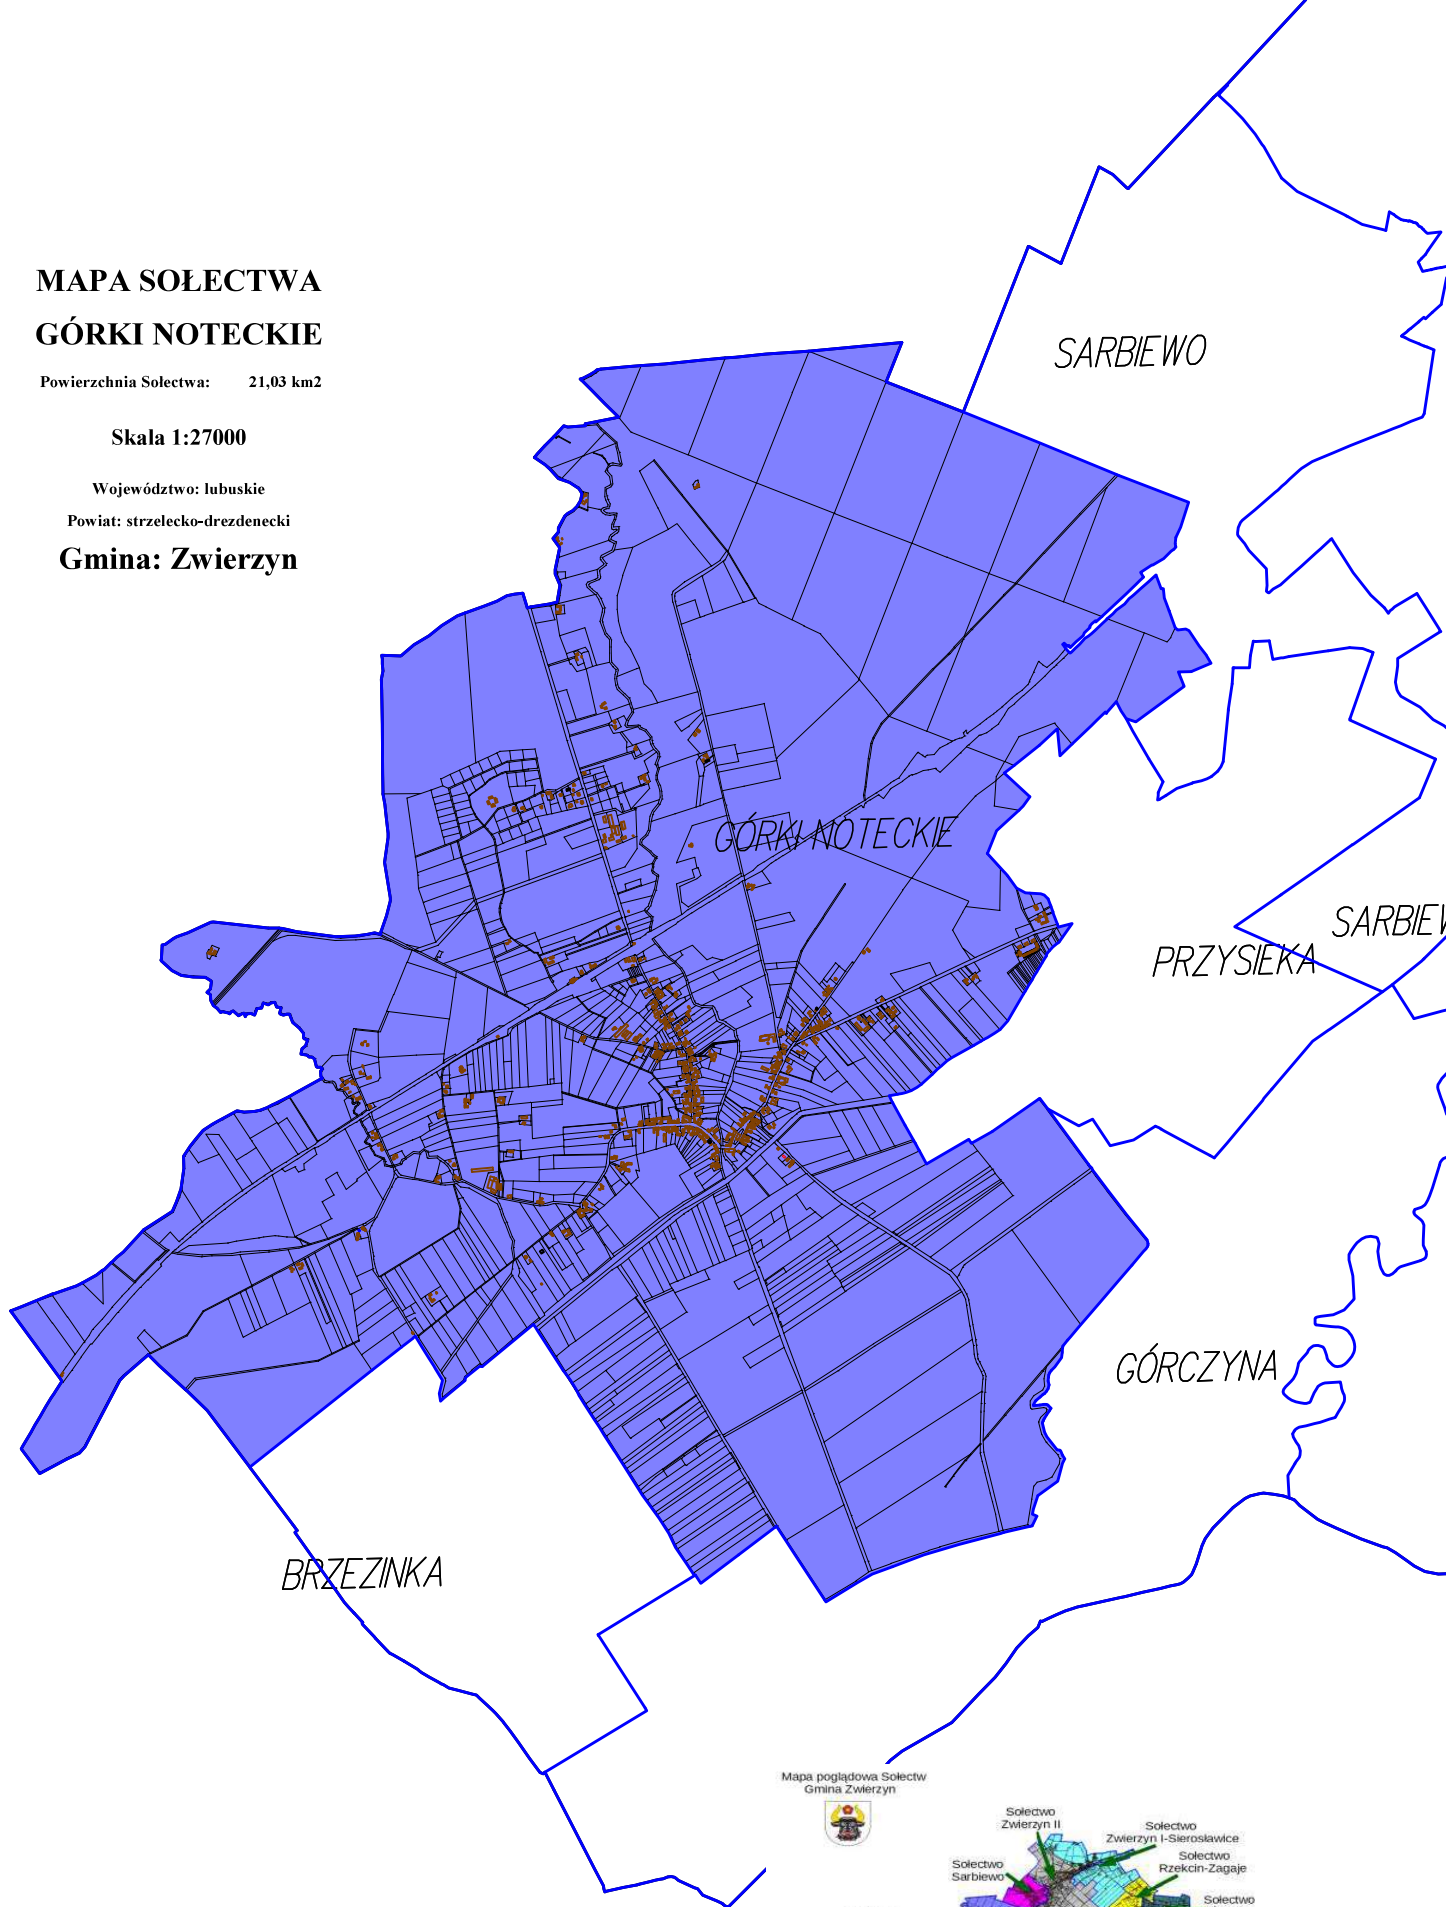 MAPA SOŁECTWA
GÓRKI NOTECKIE
Powierzchnia Sołectwa: 21,03 km2
Skala 1:27000
Województwo: lubuskie
Powiat: strzelecko-drezdenecki
Gmina: Zwierzyn
SARBIEWO
GÓRKI NOTECKIE
SARBIEW
PRZYSIEKA
GÓRCZYNA
BRZEZINKA
Mapa poglądowa Sołectw
Gmina Zwierzyn
Sołectwo
Zwierzyn II
Sołectwo
Zwierzyn I-Sierosławice
Sołectwo
Rzekcin-Zagaje
Sołectwo
Sarbiewo
Sołectwo